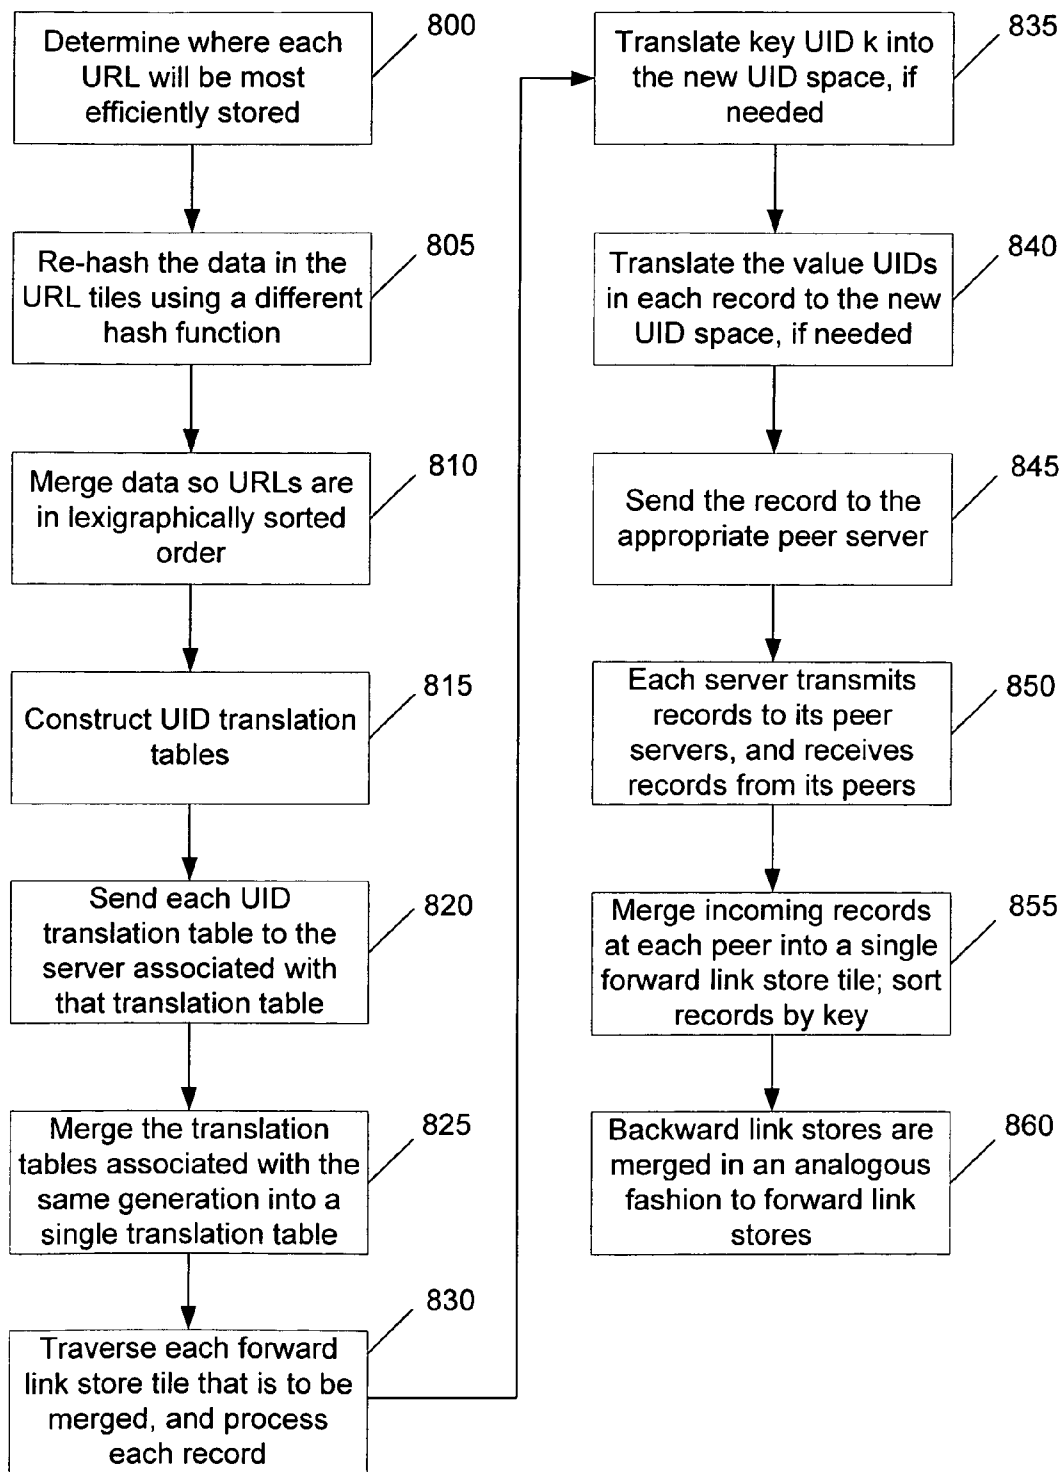 Determine where each
URL will be most
efficiently stored
800
Re-hash the data in the
URL tiles using a different
hash function
805
Merge data so URLs are
in lexigraphically sorted
order
810
Construct UID translation
tables
815
Send each UID
translation table to the
server associated with
that translation table
820
Merge the translation
tables associated with the
same generation into a
single translation table
825
Traverse each forward
link store tile that is to be
merged, and process
each record
830
Translate key UID k into
the new UID space, if
needed
835
Translate the value UIDs
in each record to the new
UID space, if needed
840
Send the record to the
appropriate peer server
845
Each server transmits
records to its peer
servers, and receives
records from its peers
850
Merge incoming records
at each peer into a single
forward link store tile; sort
records by key
855
Backward link stores are
merged in an analogous
fashion to forward link
stores
860